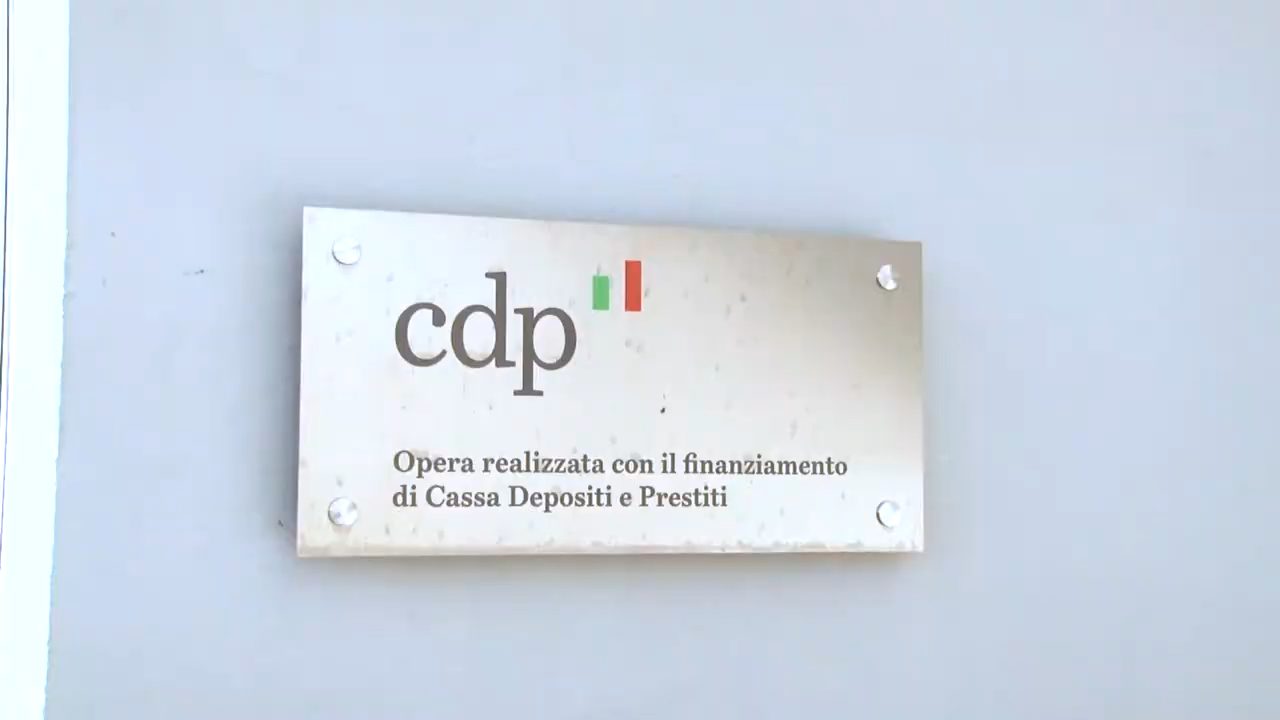 cdp
Opera realizzata con il finanziamento
di Cassa Depositi e Prestiti